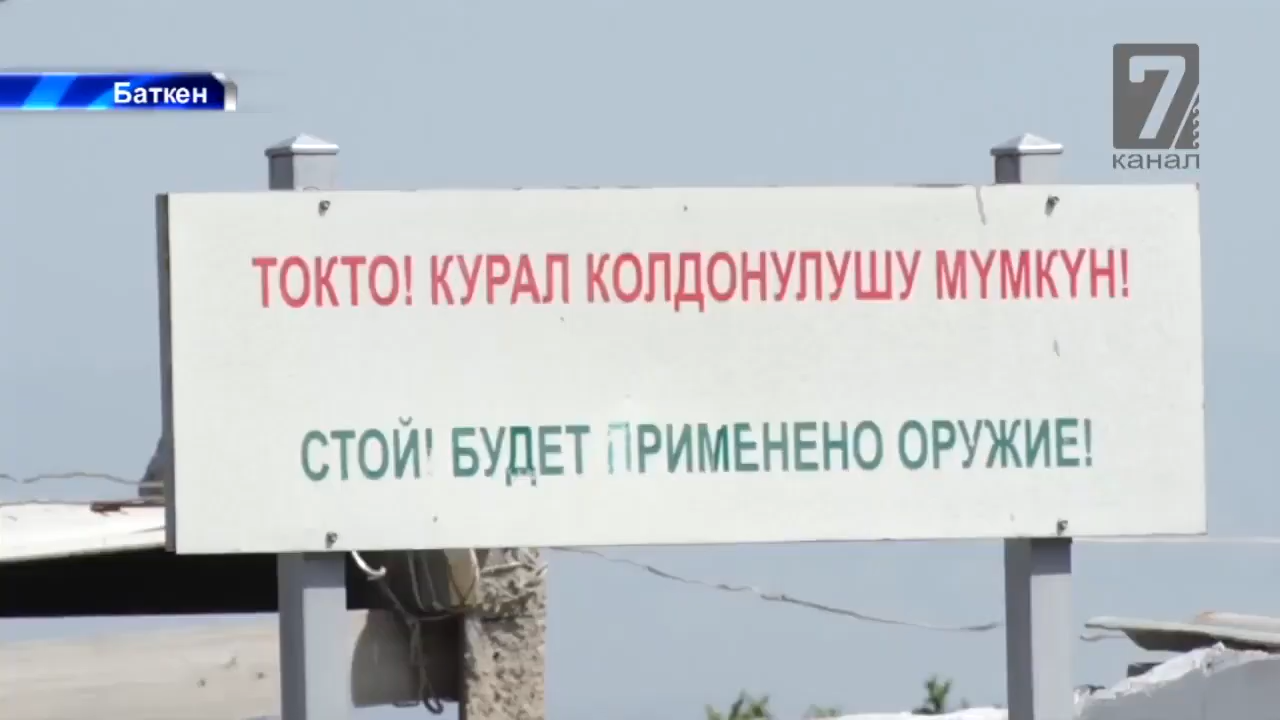 Баткен
7
канал
ТОКТО! КУРАЛ КОЛДОНУЛУШУ МҮМКҮН!
СТОЙ! БУДЕТ ПРИМЕНЕНО ОРУЖИЕ!